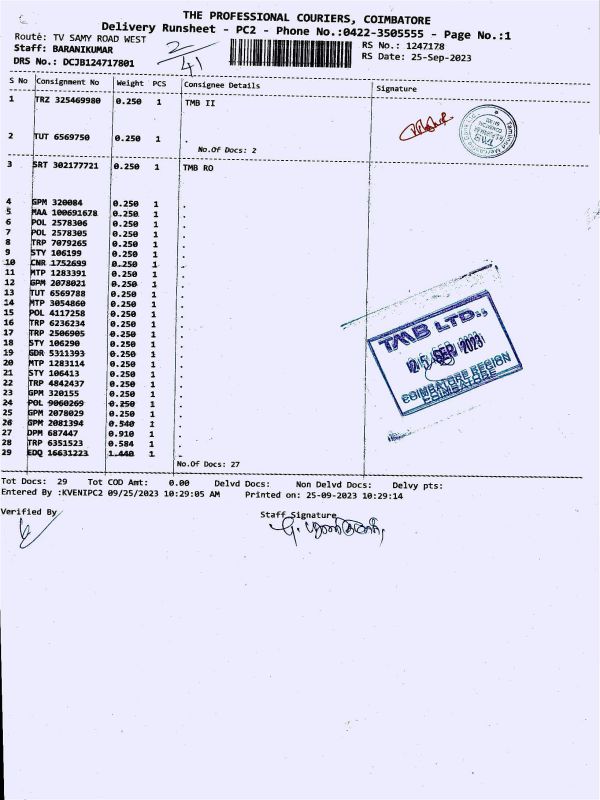 THE PROFESSIONAL COURIERS, COIMBATORE
Delivery Runsheet - PC2 - Phone No.:0422-3505555 - Page No.:1
Route: TV SAMY ROAD WEST
RS No.: 1247178
Staff: BARANIKUMAR
RS Date: 25-Sep-2023
DRS No.: DCJB124717801
2/41
S No Consignment No Weight PCS Consignee Details Signature
1 TRZ 325469980 0.250 1 TMB II
2 TUT 6569750 0.250 1 .
No.Of Docs: 2
3 SRT 302177721 0.250 1 TMB RO
4 GPM 320084 0.250 1 .
5 MAA 100691678 0.250 1 .
6 POL 2578306 0.250 1 .
7 POL 2578305 0.250 1 .
8 TRP 7079265 0.250 1 .
9 STY 106199 0.250 1 .
10 CNR 1752699 0.250 1 .
11 MTP 1283391 0.250 1 .
12 GPM 2078021 0.250 1 .
13 TUT 6569788 0.250 1 .
14 MTP 3054860 0.250 1 .
15 POL 4117258 0.250 1 .
16 TRP 6236234 0.250 1 .
17 TRP 2506905 0.250 1 .
18 STY 106290 0.250 1 .
19 GDR 5311393 0.250 1 .
20 MTP 1283114 0.250 1 .
21 STY 106413 0.250 1 .
22 TRP 4842437 0.250 1 .
23 GPM 320155 0.250 1 .
24 POL 9060269 0.250 1 .
25 GPM 2078029 0.250 1 .
26 GPM 2081394 0.540 1 .
27 DPM 687447 0.910 1 .
28 TRP 6351523 0.584 1 .
29 EDQ 16631223 1.440 1 .
No.Of Docs: 27
TMB LTD.,
25 SEP 2023
COIMBATORE REGION
COIMBATORE
Tot Docs: 29 Tot COD Amt: 0.00 Delvd Docs: Non Delvd Docs: Delvy pts:
Entered By :KVENIPC2 09/25/2023 10:29:05 AM Printed on: 25-09-2023 10:29:14
Verified By
Staff Signature